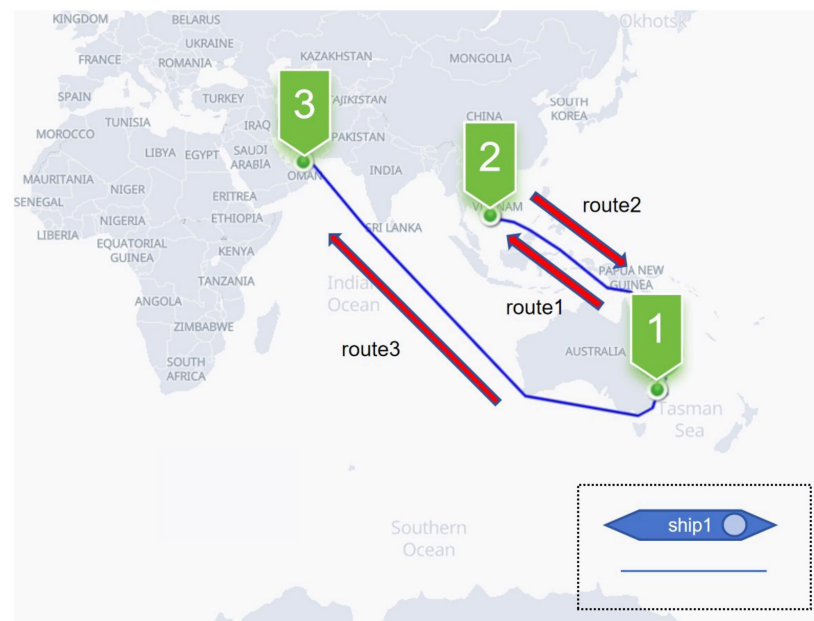 KINGDOM
BELARUS
Okhotsk
UKRAINE
FRANCE
ROMANIA
KAZAKHSTAN
MONGOLIA
SPAIN
TURKEY
TAJIKISTAN
SOUTH
KOREA
TUNISIA
3
IRAQ
CHINA
MOROCCO
PAKISTAN
LIBYA
EGYPT
SAUDI
ARABIA
2
MAURITANIA
OMAN
INDIA
NIGER
SENEGAL
ERITREA
VIETNAM
route2
NIGERIA
ETHIOPIA
SRI LANKA
LIBERIA
EQUATORIAL
GUINEA
KENYA
PAPUA NEW
GUINEA
TANZANIA
Indian
Ocean
route1
ANGOLA
1
ZIMBABWE
route3
AUSTRALIA
SOUTH
AFRICA
Tasman
Sea
ship1
Southern
Ocean